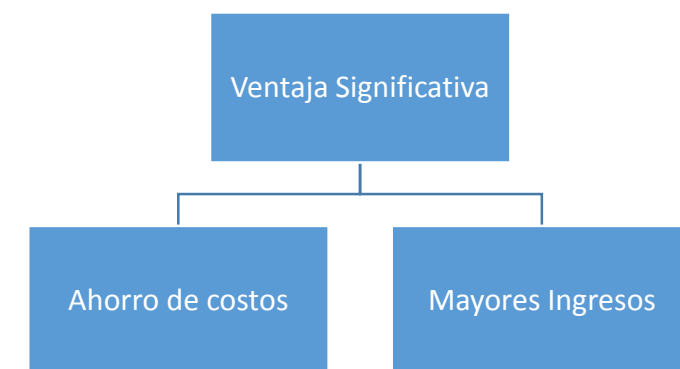 Ventaja Significativa
Ahorro de costos
Mayores Ingresos